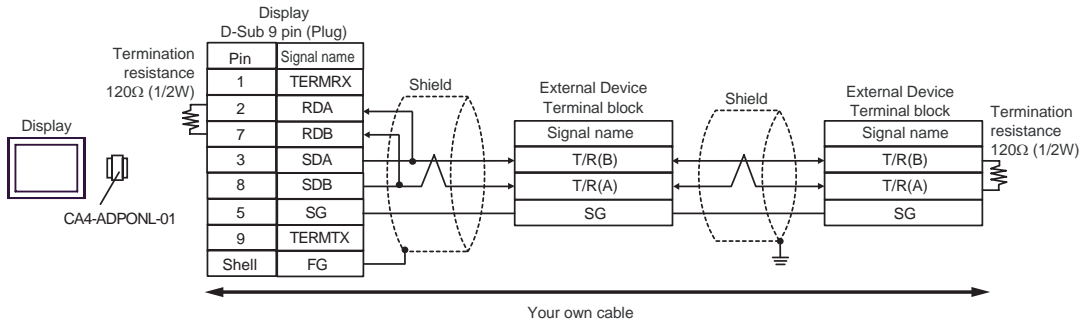 Display
D-Sub 9 pin (Plug)
Termination
resistance
120Ω (1/2W)
Pin Signal name
1 TERMRX
2 RDA
7 RDB
3 SDA
8 SDB
5 SG
9 TERMTX
Shell FG
Display
CA4-ADPONL-01
Shield
External Device
Terminal block
Signal name
T/R(B)
T/R(A)
SG
Shield
External Device
Terminal block
Signal name
T/R(B)
T/R(A)
SG
Termination
resistance
120Ω (1/2W)
Your own cable